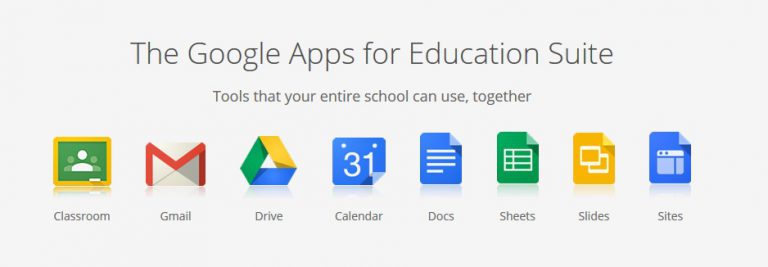 The Google Apps for Education Suite
Tools that your entire school can use, together
31
Classroom Gmail Drive Calendar Docs Sheets Slides Sites